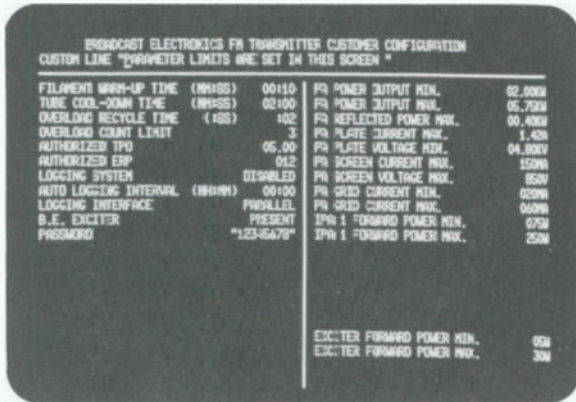 BROADCAST ELECTRONICS FM TRANSMITTER CUSTOMER CONFIGURATION
CUSTOM LINE "PARAMETER LIMITS ARE SET IN THIS SCREEN "
FILAMENT WARM-UP TIME (MM:SS) 00:10
TUBE COOL-DOWN TIME (MM:SS) 02:00
OVERLOAD RECYCLE TIME (:SS) :02
OVERLOAD COUNT LIMIT 3
AUTHORIZED TPO 05.00
AUTHORIZED ERP 012
LOGGING SYSTEM DISABLED
AUTO LOGGING INTERVAL (HH:MM) 00:00
LOGGING INTERFACE PARALLEL
B.E. EXCITER PRESENT
PASSWORD "12345678"
PA POWER OUTPUT MIN. 02.00KW
PA POWER OUTPUT MAX. 05.75KW
PA REFLECTED POWER MAX. 00.40KW
PA PLATE CURRENT MAX. 1.42A
PA PLATE VOLTAGE MIN. 04.80KV
PA SCREEN CURRENT MAX. 150MA
PA SCREEN VOLTAGE MAX. 850V
PA GRID CURRENT MIN. 020MA
PA GRID CURRENT MAX. 060MA
IPA 1 FORWARD POWER MIN. 075W
IPA 1 FORWARD POWER MAX. 250W
EXCITER FORWARD POWER MIN. 05W
EXCITER FORWARD POWER MAX. 30W